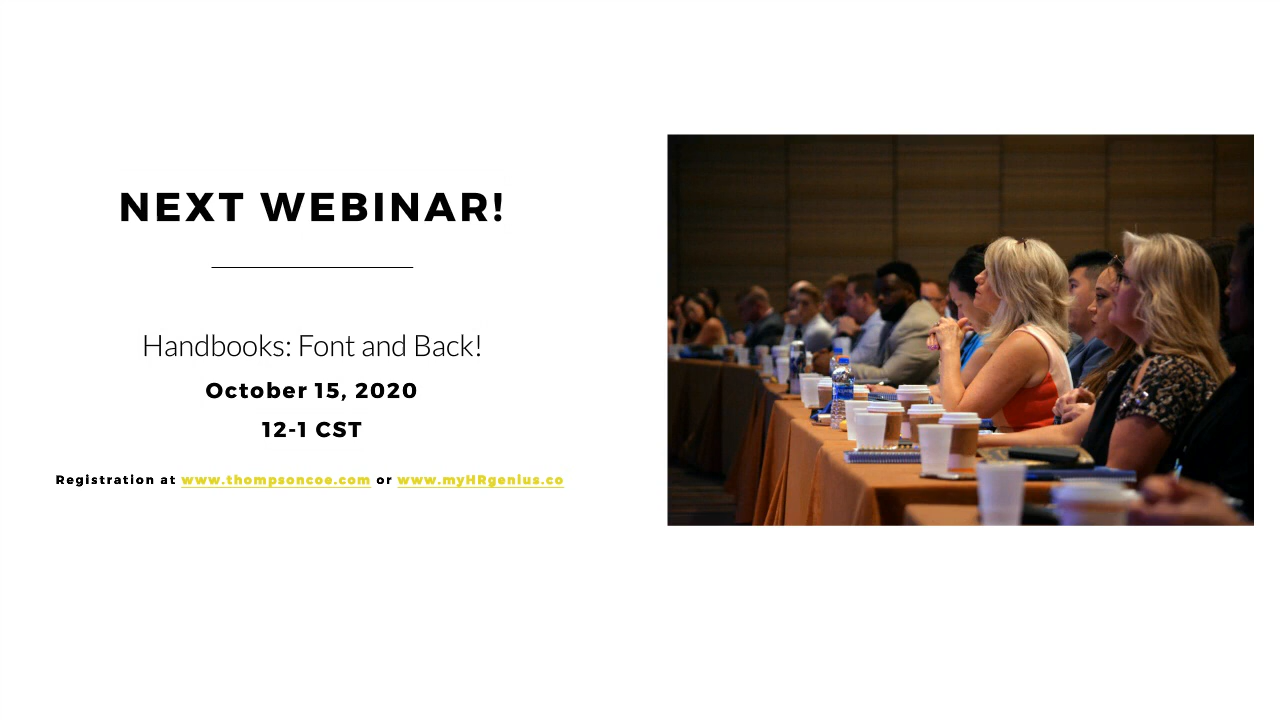 NEXT WEBINAR!
Handbooks: Font and Back!
October 15, 2020
12-1 CST
Registration at www.thompsoncoe.com or www.myHRgenius.co